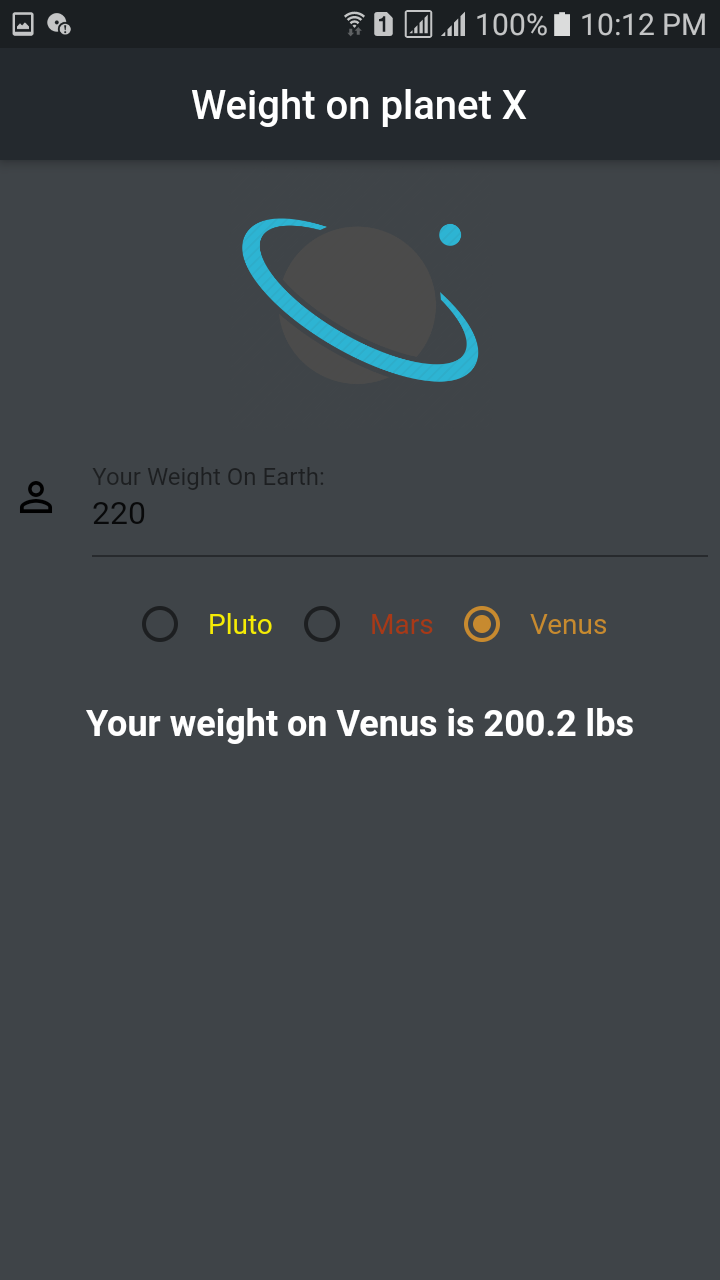 1 100% 10:12 PM
Weight on planet X
Your Weight On Earth:
220
Pluto Mars Venus
Your weight on Venus is 200.2 lbs